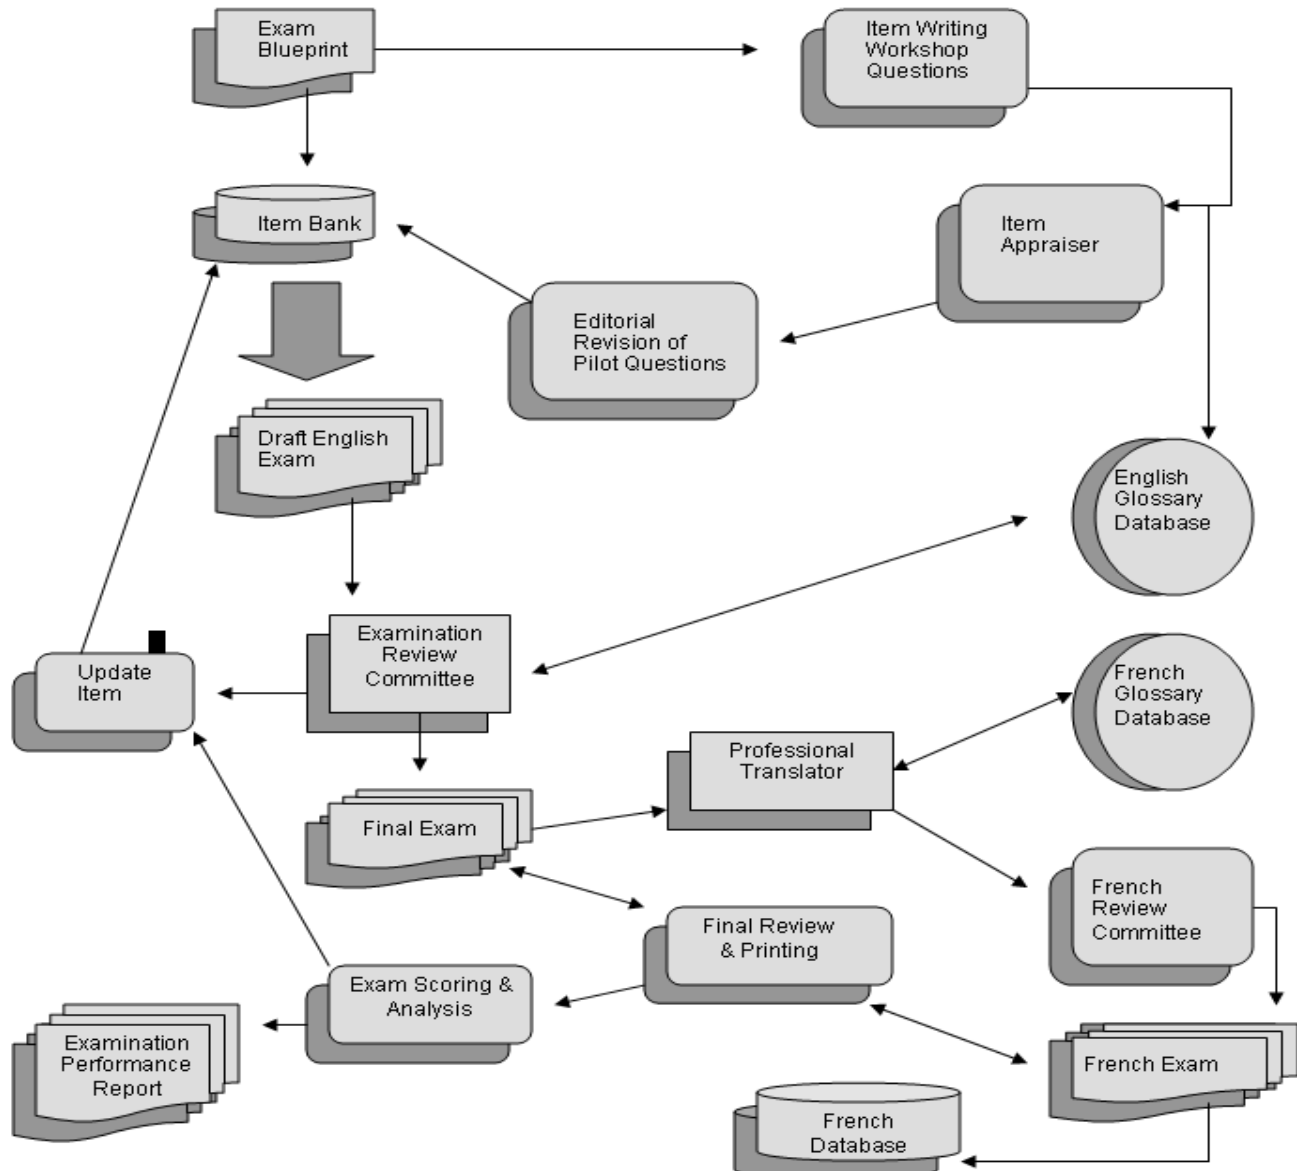 Exam
Blueprint
Item Writing
Workshop
Questions
Item Bank
Item
Appraiser
Editorial
Revision of
Pilot Questions
Draft English
Exam
English
Glossary
Database
Examination
Review
Committee
Update
Item
French
Glossary
Database
Professional
Translator
Final Exam
French
Review
Committee
Final Review
& Printing
Exam Scoring &
Analysis
Examination
Performance
Report
French Exam
French
Database